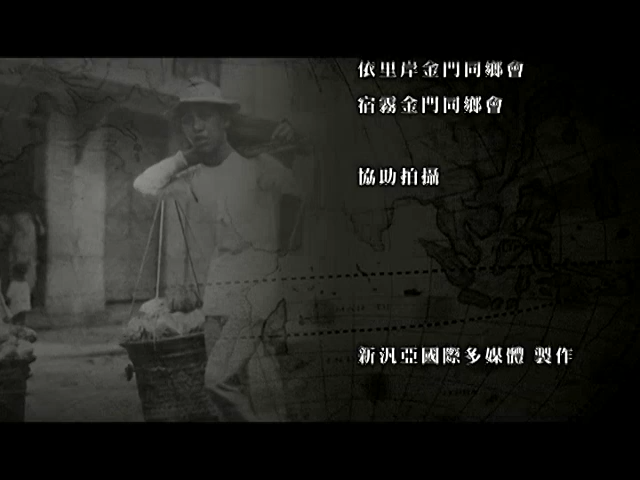 依里岸金門同鄉會
宿霧金門同鄉會
協助拍攝
新汎亞國際多媒體 製作